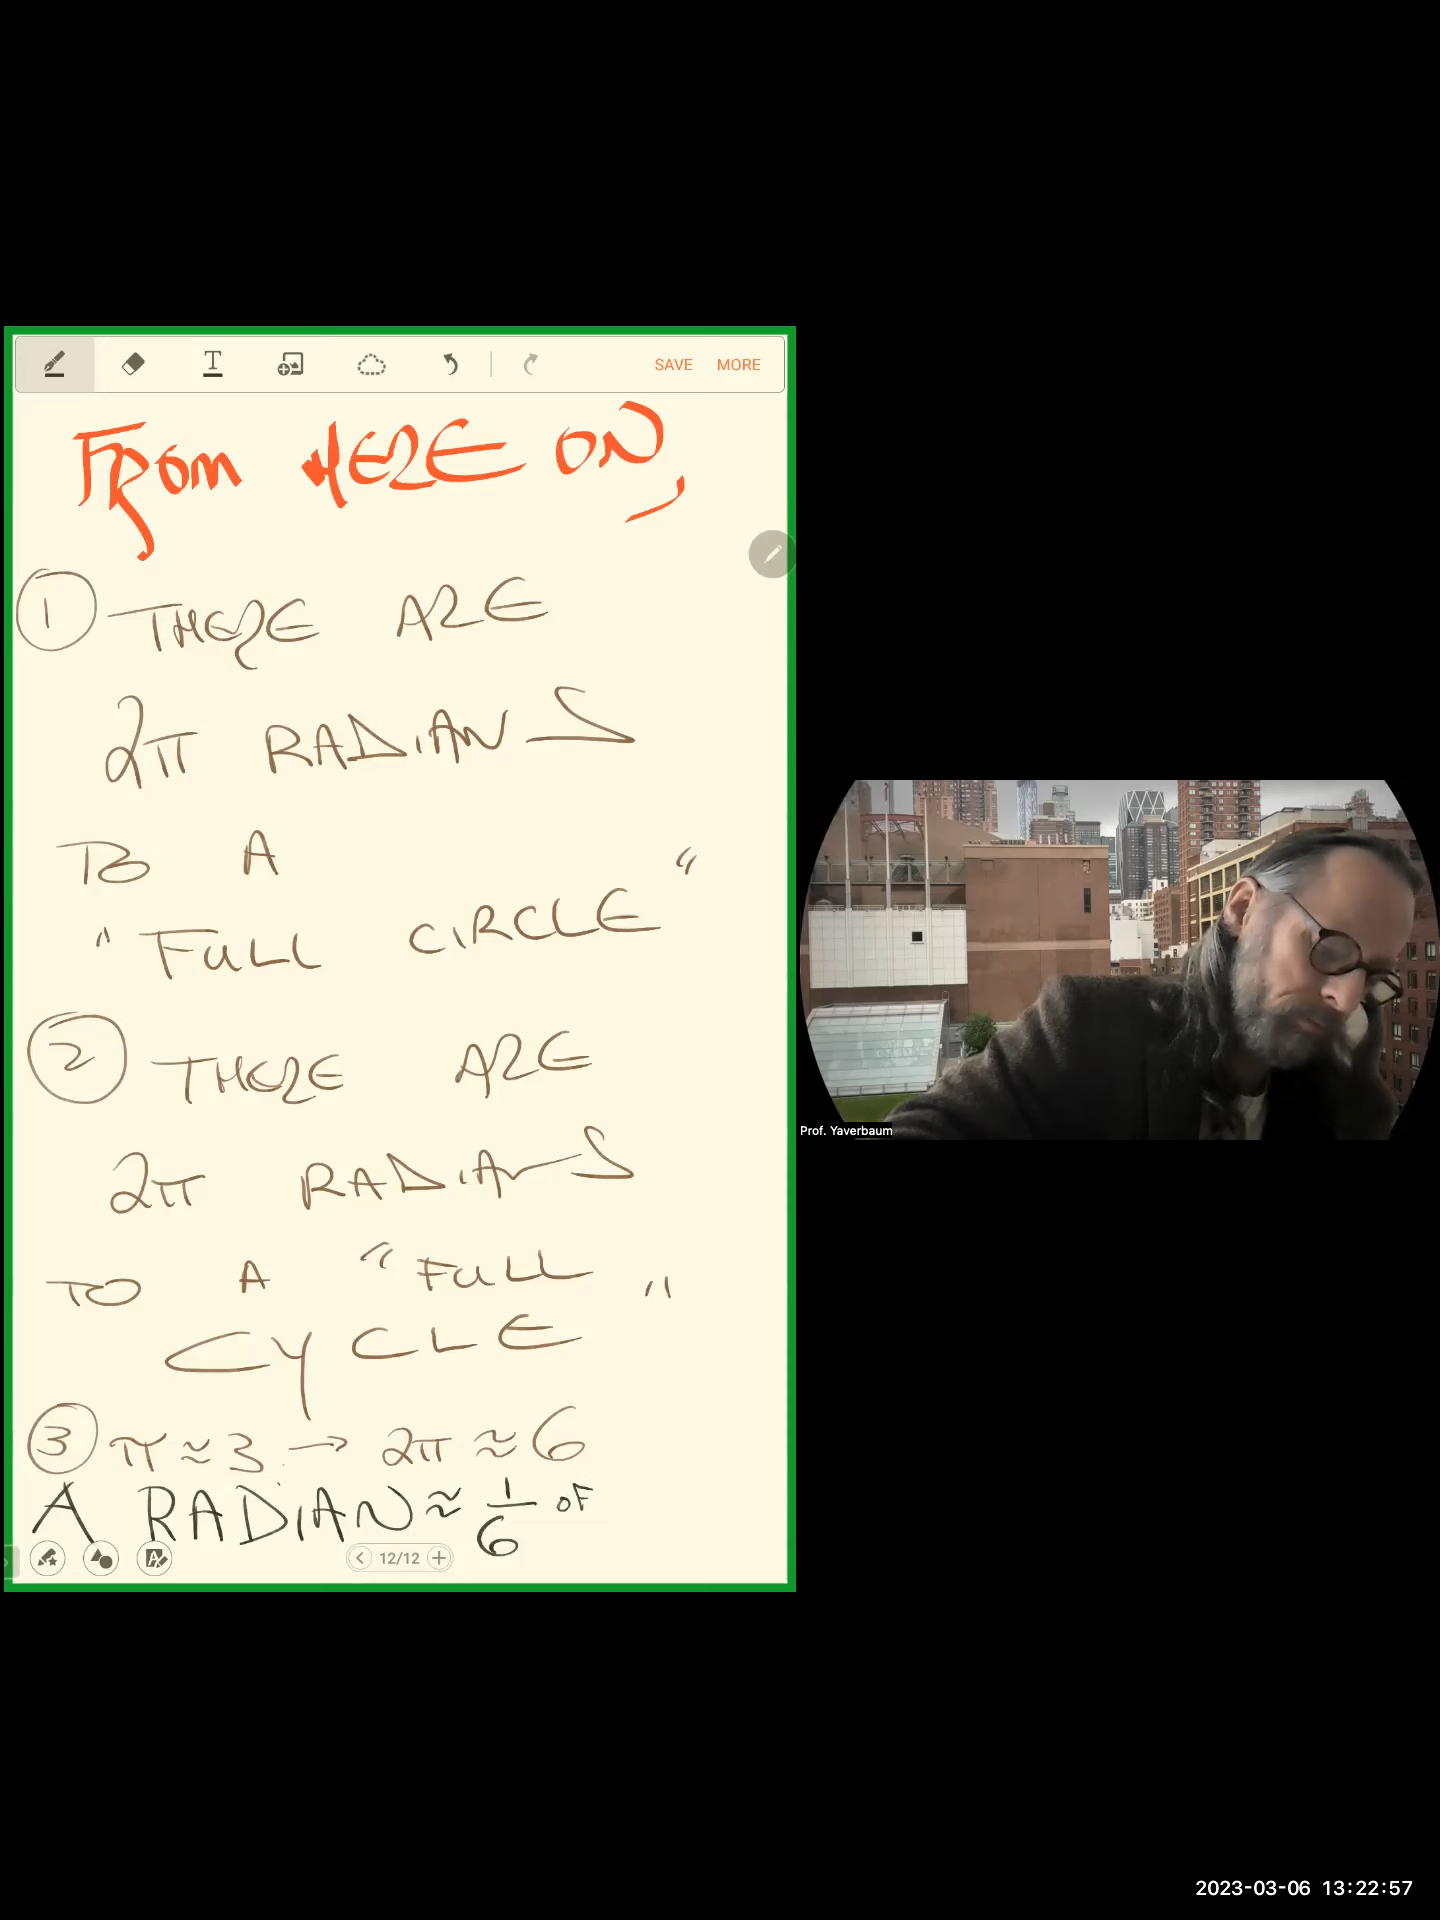 SAVE MORE
FROM HERE ON,
1 THERE ARE
2π RADIANS
TO A
"FULL CIRCLE"
2 THERE ARE
2π RADIANS
TO A "FULL
CYCLE"
3 π ≈ 3 → 2π ≈ 6
A RADIAN ≈ 1/6 OF
12/12
Prof. Yaverbaum
2023-03-06 13:22:57